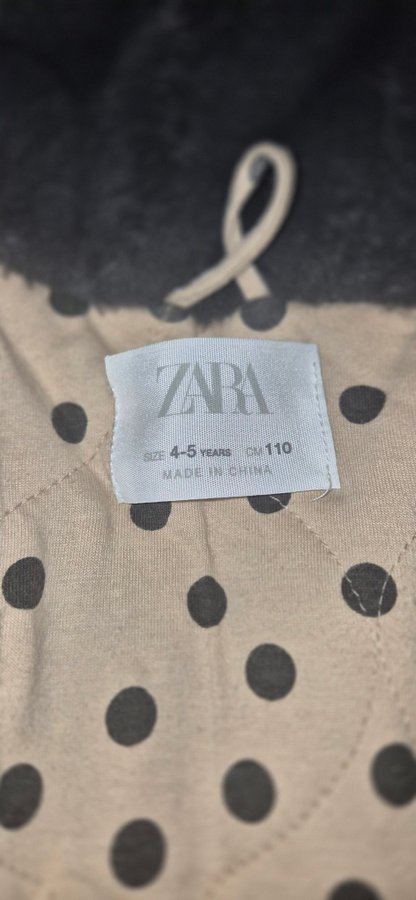 ZARA
SIZE 4-5 YEARS CM 110
MADE IN CHINA